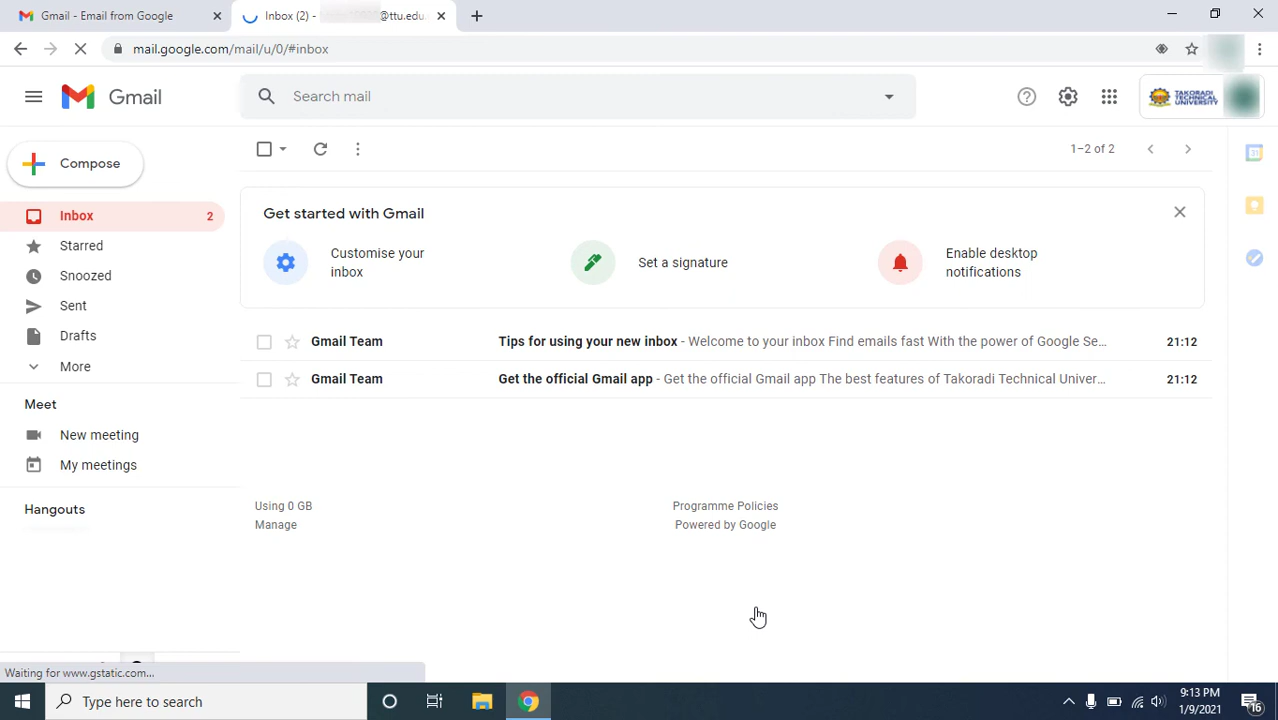 Gmail - Email from Google
Inbox (2) - @ttu.edu.
mail.google.com/mail/u/0/#inbox
Gmail
Search mail
TAKORADI
TECHNICAL
UNIVERSITY
Compose
1–2 of 2
Inbox 2
Starred
Snoozed
Sent
Drafts
More
Get started with Gmail
Customise your
inbox
Set a signature
Enable desktop
notifications
Gmail Team Tips for using your new inbox - Welcome to your inbox Find emails fast With the power of Google Se... 21:12
Gmail Team Get the official Gmail app - Get the official Gmail app The best features of Takoradi Technical Univer... 21:12
Meet
New meeting
My meetings
Hangouts
Using 0 GB
Manage
Programme Policies
Powered by Google
31
Waiting for www.gstatic.com...
Type here to search
9:13 PM
1/9/2021
16